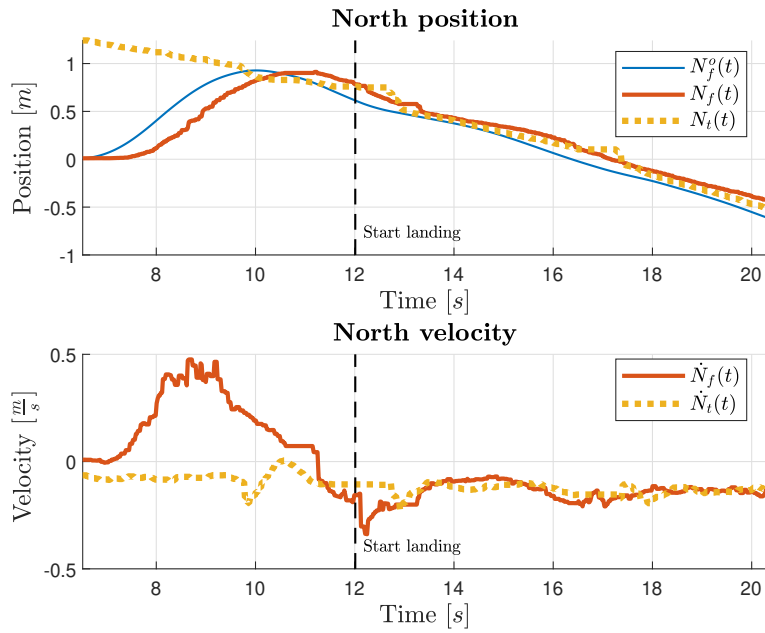 North position
Position [m]
1
0.5
0
-0.5
-1
N_f^o(t)
N_f(t)
N_t(t)
Start landing
8 10 12 14 16 18 20
Time [s]
North velocity
Velocity [m/s]
0.5
0
-0.5
Ṅ_f(t)
Ṅ_t(t)
Start landing
8 10 12 14 16 18 20
Time [s]